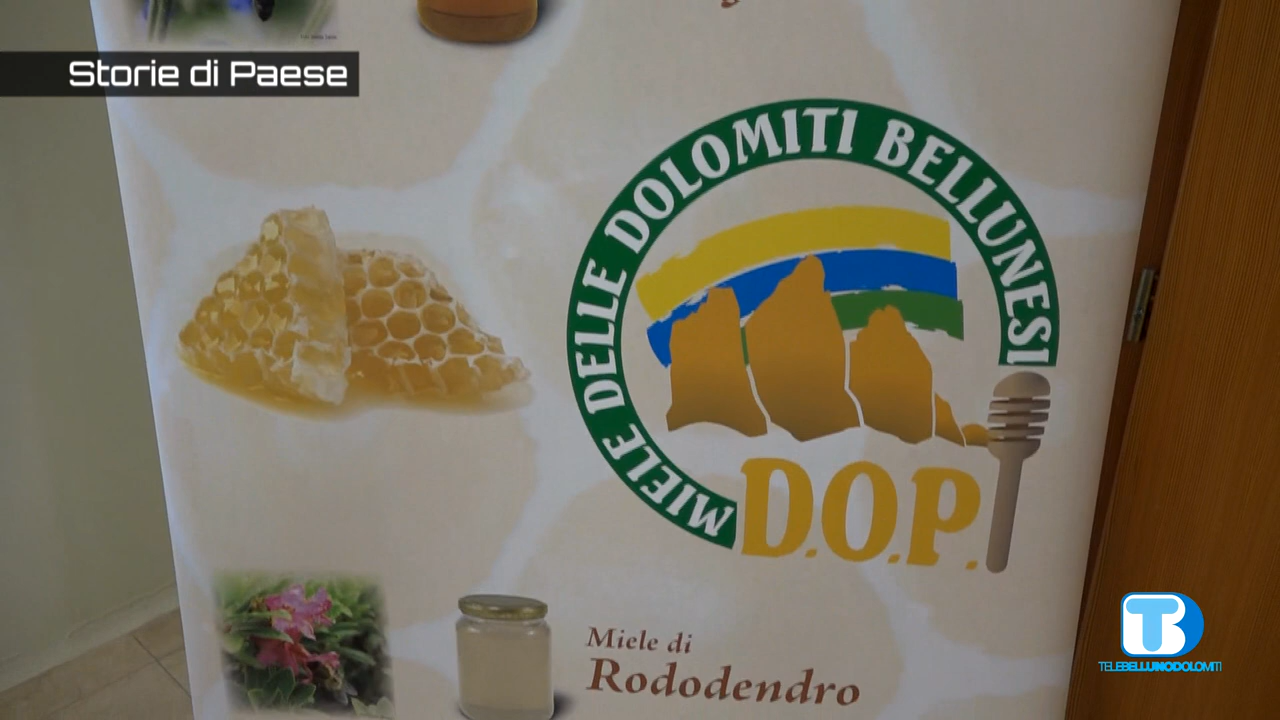 Storie di Paese
MIELE DELLE DOLOMITI BELLUNESI
D.O.P.
Miele di
Rododendro
TELEBELLUNODOLOMITI